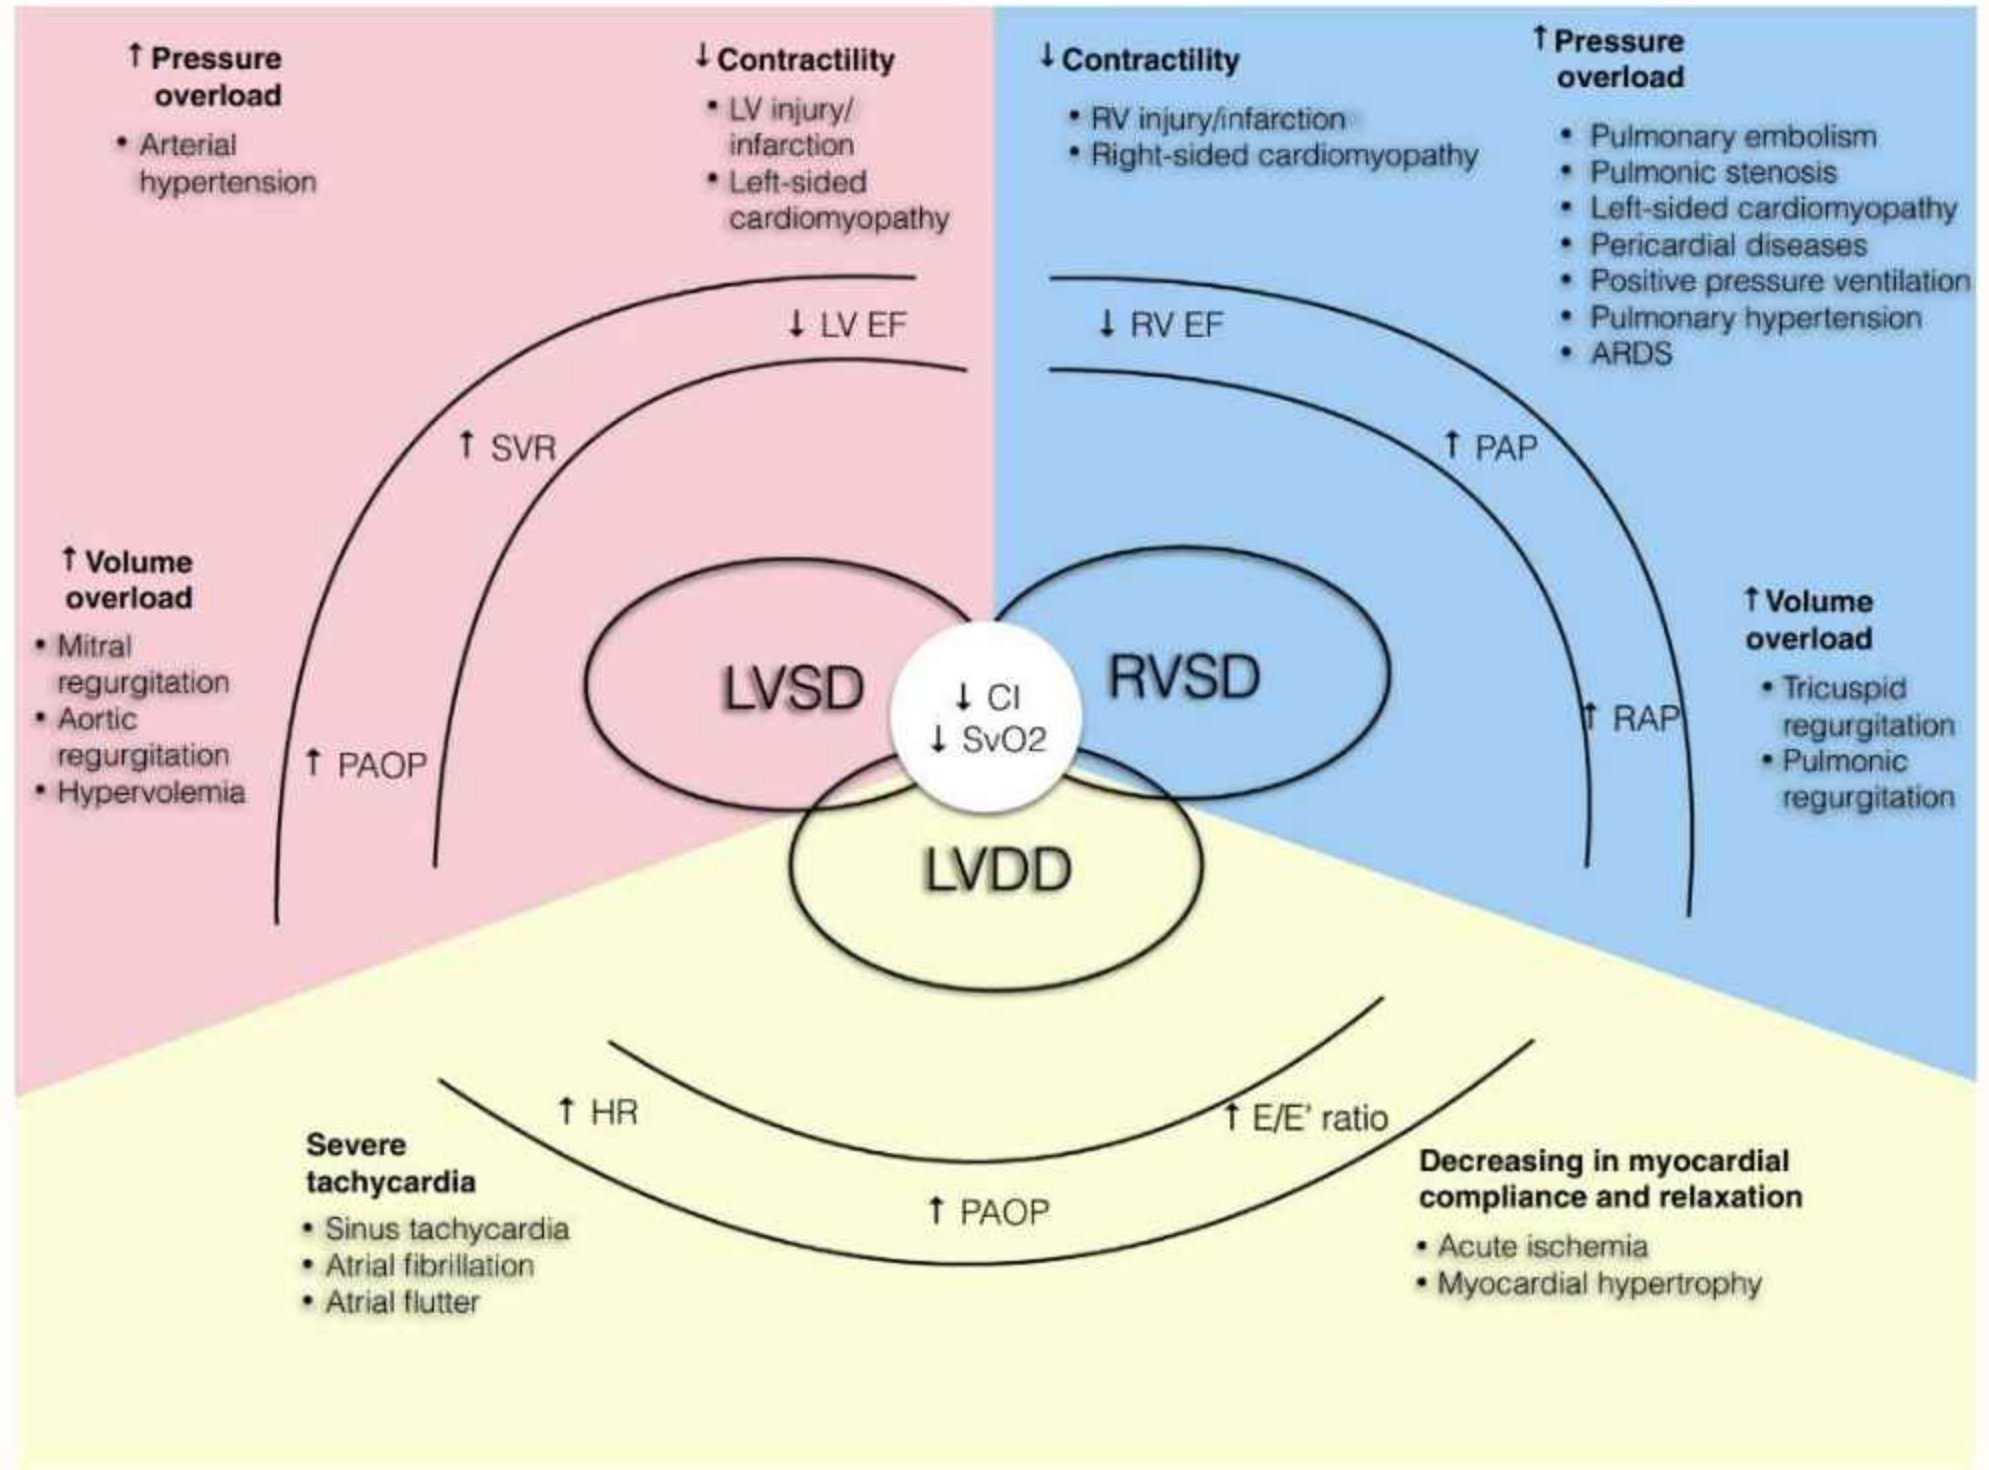 ↑ Pressure
overload
• Arterial
hypertension
↓ Contractility
• LV injury/
infarction
• Left-sided
cardiomyopathy
↓ LV EF
↑ SVR
↑ Volume
overload
• Mitral
regurgitation
• Aortic
regurgitation
• Hypervolemia
↑ PAOP
LVSD
↓ Contractility
• RV injury/infarction
• Right-sided cardiomyopathy
↑ Pressure
overload
• Pulmonary embolism
• Pulmonic stenosis
• Left-sided cardiomyopathy
• Pericardial diseases
• Positive pressure ventilation
• Pulmonary hypertension
• ARDS
↓ RV EF
↑ PAP
↑ Volume
overload
• Tricuspid
regurgitation
• Pulmonic
regurgitation
↑ RAP
RVSD
↓ CI
↓ SvO2
LVDD
↑ HR
↑ PAOP
↑ E/E' ratio
Severe
tachycardia
• Sinus tachycardia
• Atrial fibrillation
• Atrial flutter
Decreasing in myocardial
compliance and relaxation
• Acute ischemia
• Myocardial hypertrophy